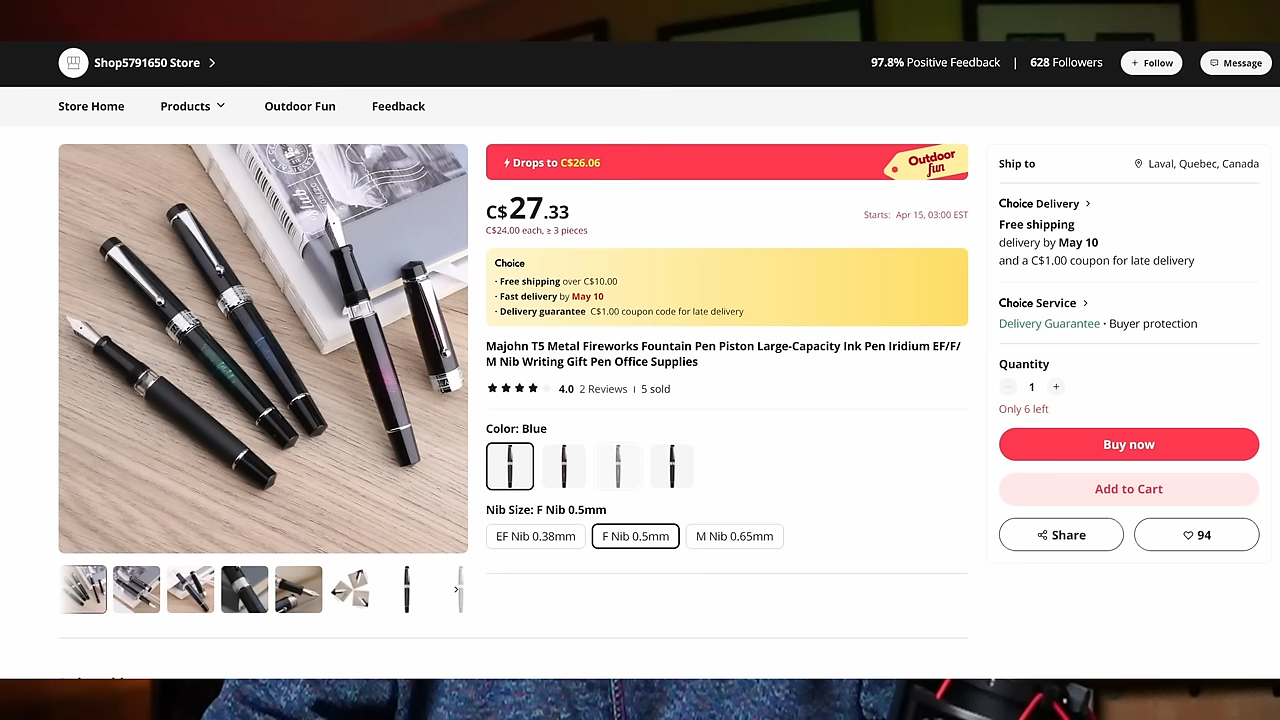 Shop5791650 Store
97.8% Positive Feedback | 628 Followers
+ Follow
Message
Store Home
Products
Outdoor Fun
Feedback
Drops to C$26.06
Outdoor
fun
C$27.33
Starts: Apr 15, 03:00 EST
C$24.00 each, ≥ 3 pieces
Choice
· Free shipping over C$10.00
· Fast delivery by May 10
· Delivery guarantee C$1.00 coupon code for late delivery
Majohn T5 Metal Fireworks Fountain Pen Piston Large-Capacity Ink Pen Iridium EF/F/
M Nib Writing Gift Pen Office Supplies
4.0 2 Reviews | 5 sold
Color: Blue
Nib Size: F Nib 0.5mm
EF Nib 0.38mm
F Nib 0.5mm
M Nib 0.65mm
Ship to
Laval, Quebec, Canada
Choice Delivery
Free shipping
delivery by May 10
and a C$1.00 coupon for late delivery
Choice Service
Delivery Guarantee · Buyer protection
Quantity
− 1 +
Only 6 left
Buy now
Add to Cart
Share
94